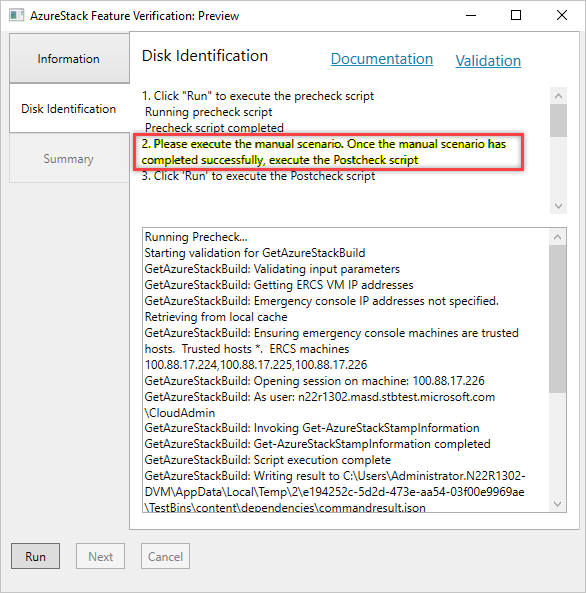 AzureStack Feature Verification: Preview
Information
Disk Identification
Summary
Disk Identification
Documentation
Validation
1. Click "Run" to execute the precheck script
Running precheck script
Precheck script completed
2. Please execute the manual scenario. Once the manual scenario has
completed successfully, execute the Postcheck script
3. Click 'Run' to execute the Postcheck script
Running Precheck...
Starting validation for GetAzureStackBuild
GetAzureStackBuild: Validating input parameters
GetAzureStackBuild: Getting ERCS VM IP addresses
GetAzureStackBuild: Emergency console IP addresses not specified.
Retrieving from local cache
GetAzureStackBuild: Ensuring emergency console machines are trusted
hosts.  Trusted hosts *.  ERCS machines
100.88.17.224,100.88.17.225,100.88.17.226
GetAzureStackBuild: Opening session on machine: 100.88.17.226
GetAzureStackBuild: As user: n22r1302.masd.stbtest.microsoft.com
\CloudAdmin
GetAzureStackBuild: Invoking Get-AzureStackStampInformation
GetAzureStackBuild: Get-AzureStackStampInformation completed
GetAzureStackBuild: Script execution complete
GetAzureStackBuild: Writing result to C:\Users\Administrator.N22R1302-
DVM\AppData\Local\Temp\2\e194252c-5d2d-473e-aa54-03f00e9969ae
\TestBins\content\dependencies\commandresult.json
Run
Next
Cancel